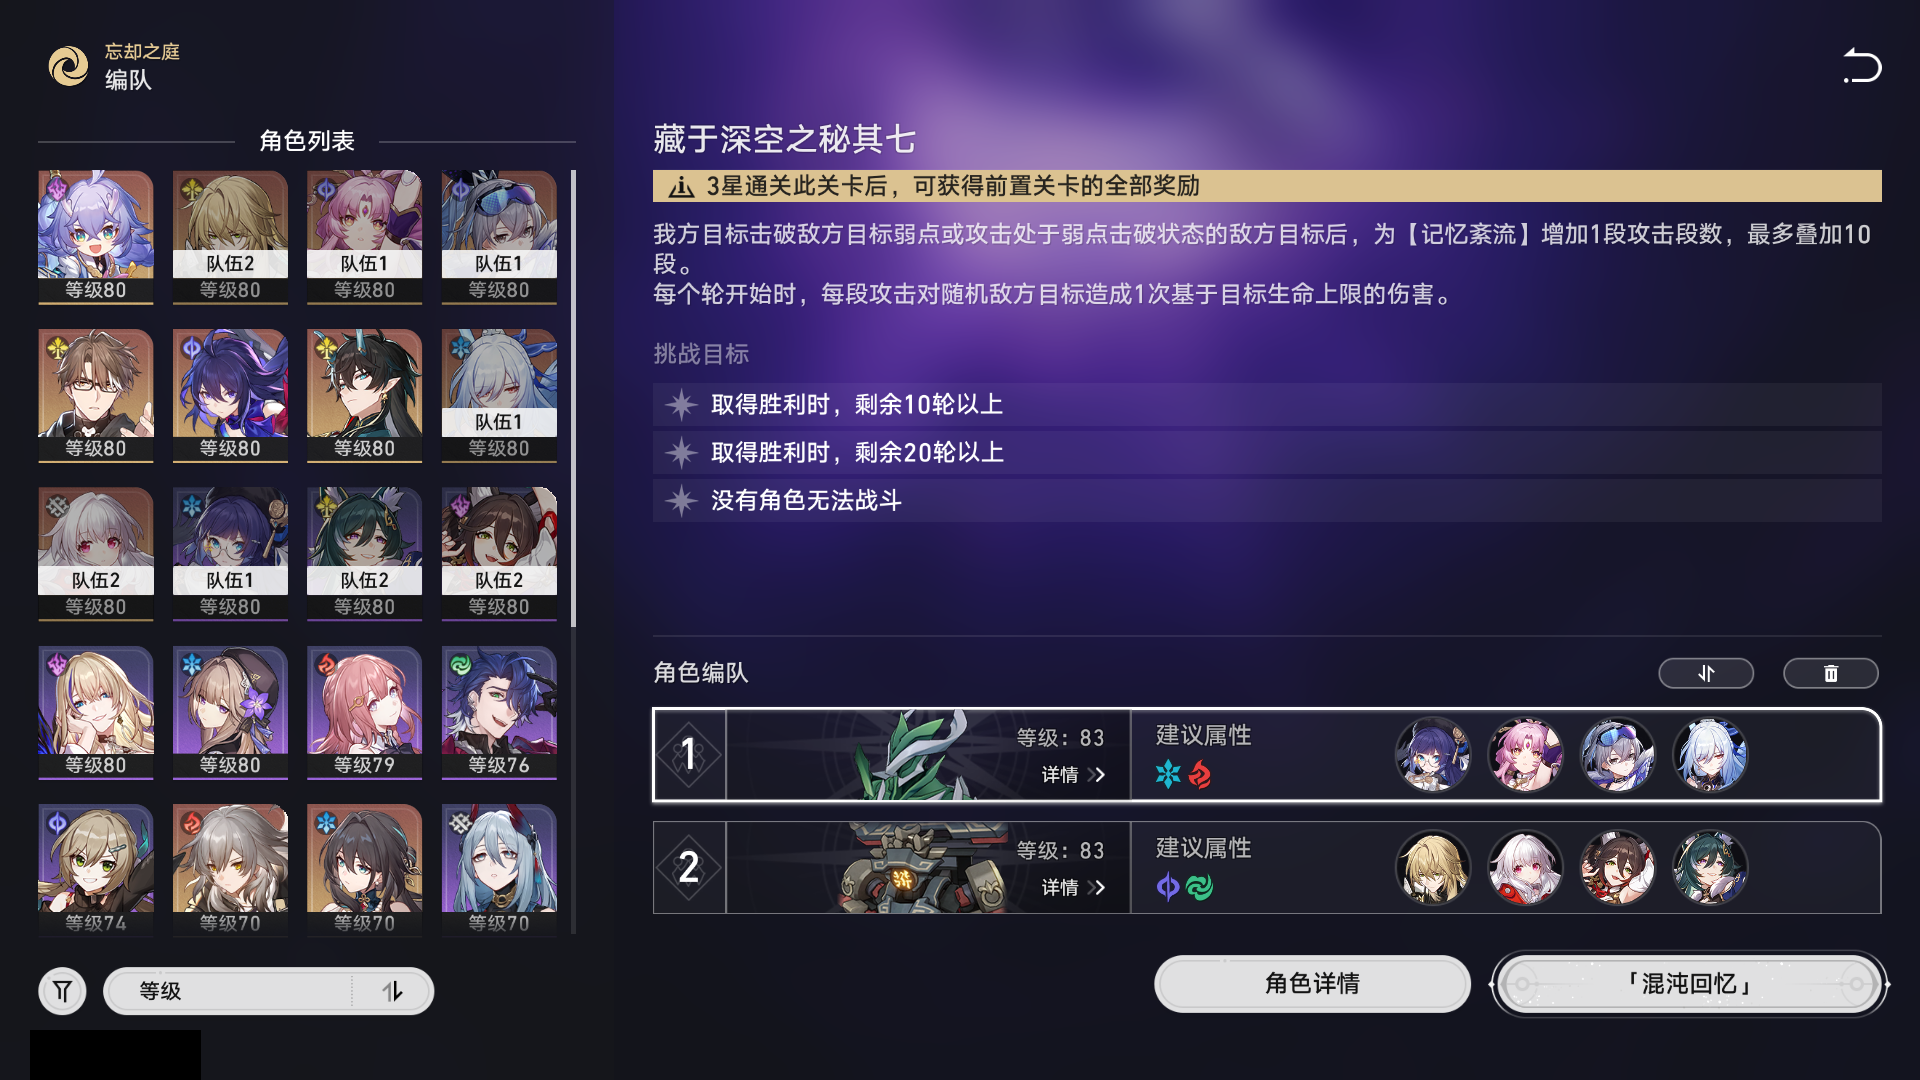 忘却之庭
编队
角色列表
队伍2
队伍1
队伍1
等级80
等级80
等级80
等级80
队伍1
等级80
等级80
等级80
等级80
队伍2
队伍1
队伍2
队伍2
等级80
等级80
等级80
等级80
等级80
等级80
等级79
等级76
等级74
等级70
等级70
等级70
等级
藏于深空之秘其七
3星通关此关卡后，可获得前置关卡的全部奖励
我方目标击破敌方目标弱点或攻击处于弱点击破状态的敌方目标后，为【记忆紊流】增加1段攻击段数，最多叠加10
段。
每个轮开始时，每段攻击对随机敌方目标造成1次基于目标生命上限的伤害。
挑战目标
取得胜利时，剩余10轮以上
取得胜利时，剩余20轮以上
没有角色无法战斗
角色编队
1
等级：83
详情
建议属性
2
等级：83
详情
建议属性
角色详情
「混沌回忆」